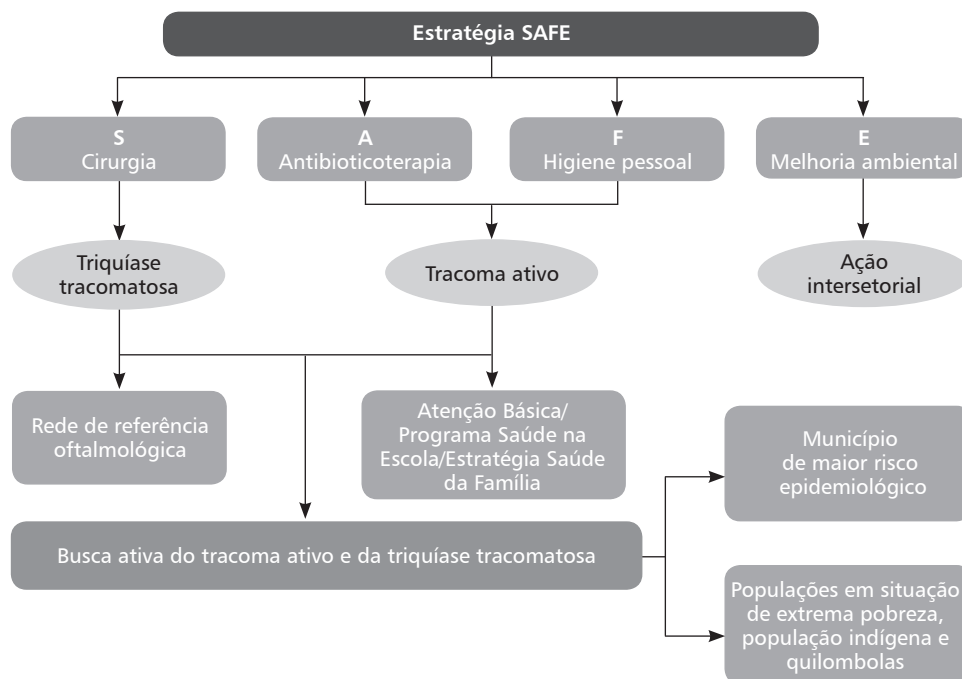 Estratégia SAFE
S
Cirurgia
A
Antibioticoterapia
F
Higiene pessoal
E
Melhoria ambiental
Triquíase
tracomatosa
Tracoma ativo
Ação
intersetorial
Rede de referência
oftalmológica
Atenção Básica/
Programa Saúde na
Escola/Estratégia Saúde
da Família
Município
de maior risco
epidemiológico
Busca ativa do tracoma ativo e da triquíase tracomatosa
Populações em situação
de extrema pobreza,
população indígena e
quilombolas